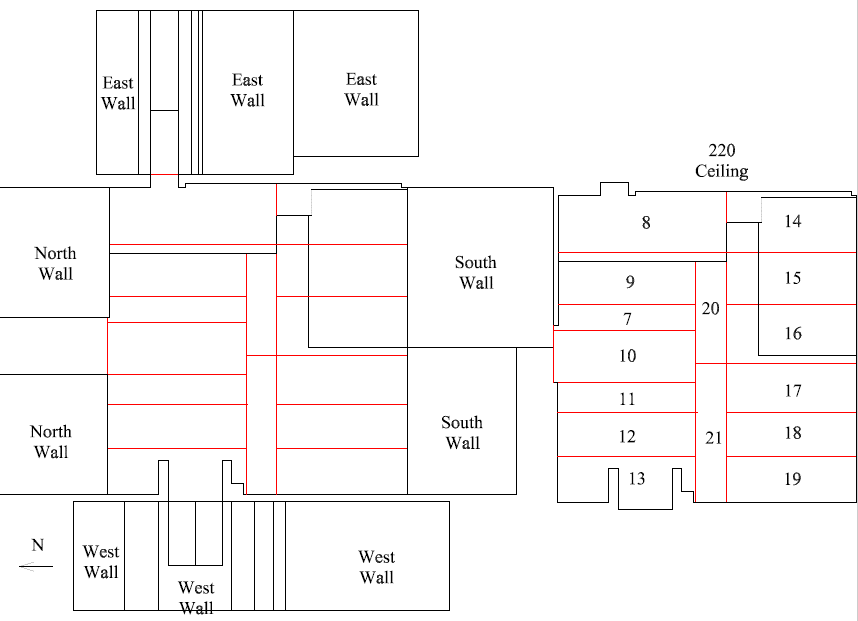 East
Wall
East
Wall
East
Wall
220
Ceiling
North
Wall
South
Wall
8
14
9
15
20
7
16
10
17
11
North
Wall
South
Wall
12
21
18
13
19
N
West
Wall
West
Wall
West
Wall